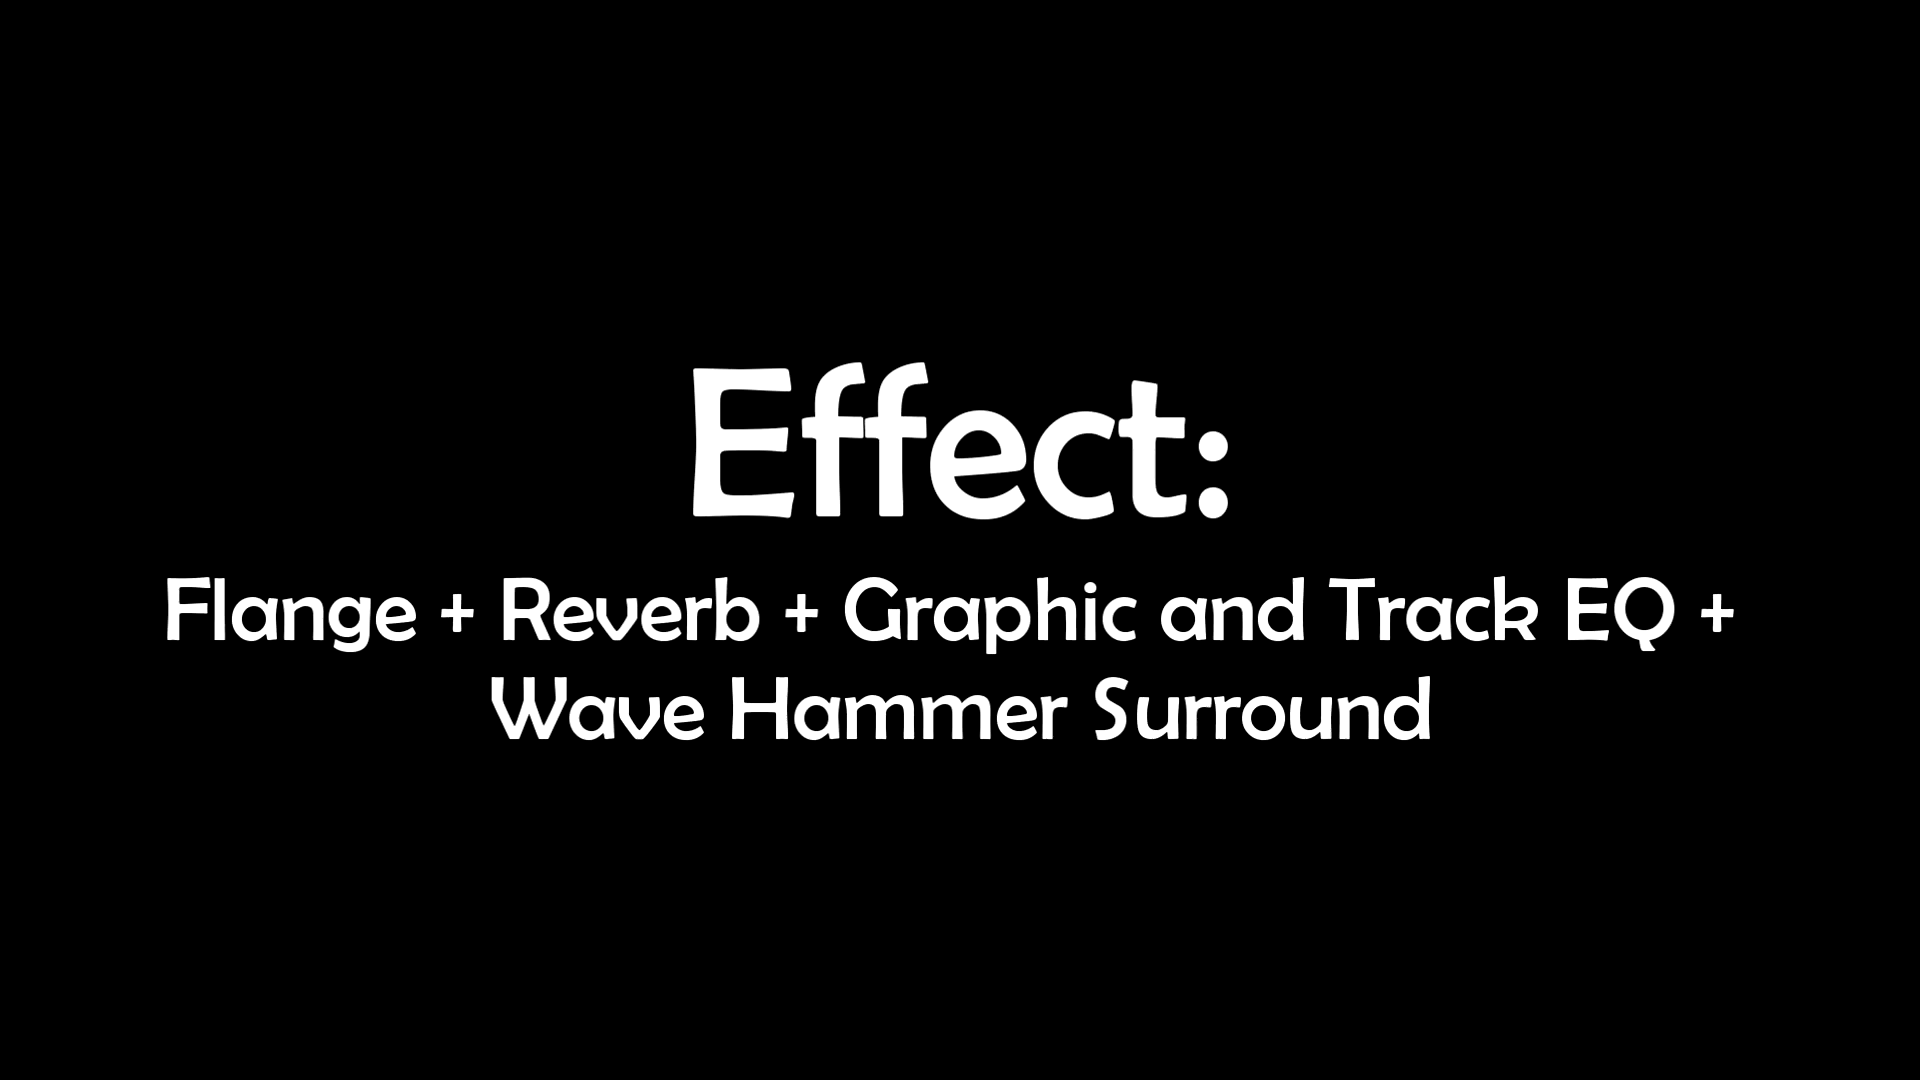 Effect:
Flange + Reverb + Graphic and Track EQ +
Wave Hammer Surround